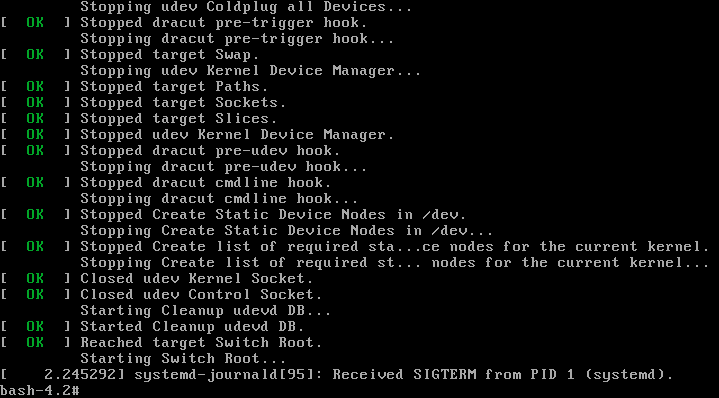 Stopping udev Coldplug all Devices...
[  OK  ] Stopped dracut pre-trigger hook.
         Stopping dracut pre-trigger hook...
[  OK  ] Stopped target Swap.
         Stopping udev Kernel Device Manager...
[  OK  ] Stopped target Paths.
[  OK  ] Stopped target Sockets.
[  OK  ] Stopped target Slices.
[  OK  ] Stopped udev Kernel Device Manager.
[  OK  ] Stopped dracut pre-udev hook.
         Stopping dracut pre-udev hook...
[  OK  ] Stopped dracut cmdline hook.
         Stopping dracut cmdline hook...
[  OK  ] Stopped Create Static Device Nodes in /dev.
         Stopping Create Static Device Nodes in /dev...
[  OK  ] Stopped Create list of required sta...ce nodes for the current kernel.
         Stopping Create list of required st... nodes for the current kernel...
[  OK  ] Closed udev Kernel Socket.
[  OK  ] Closed udev Control Socket.
         Starting Cleanup udevd DB...
[  OK  ] Started Cleanup udevd DB.
[  OK  ] Reached target Switch Root.
         Starting Switch Root...
[    2.245292] systemd-journald[95]: Received SIGTERM from PID 1 (systemd).
bash-4.2#